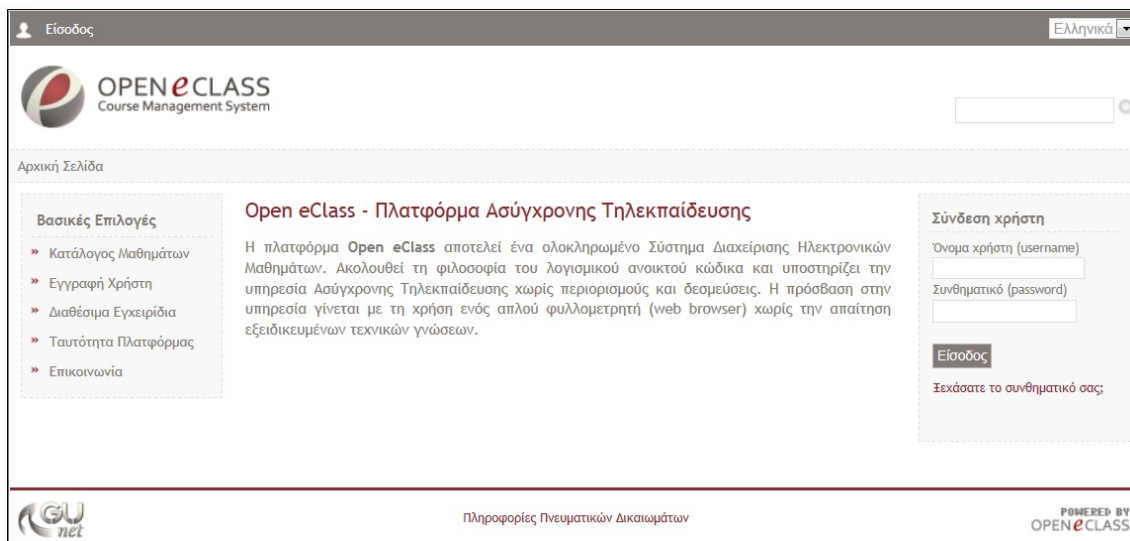 Είσοδος
Ελληνικά
OPEN eCLASS
Course Management System
Αρχική Σελίδα
Βασικές Επιλογές
» Κατάλογος Μαθημάτων
» Εγγραφή Χρήστη
» Διαθέσιμα Εγχειρίδια
» Ταυτότητα Πλατφόρμας
» Επικοινωνία
Open eClass - Πλατφόρμα Ασύγχρονης Τηλεκπαίδευσης
Η πλατφόρμα Open eClass αποτελεί ένα ολοκληρωμένο Σύστημα Διαχείρισης Ηλεκτρονικών
Μαθημάτων. Ακολουθεί τη φιλοσοφία του λογισμικού ανοικτού κώδικα και υποστηρίζει την
υπηρεσία Ασύγχρονης Τηλεκπαίδευσης χωρίς περιορισμούς και δεσμεύσεις. Η πρόσβαση στην
υπηρεσία γίνεται με τη χρήση ενός απλού φυλλομετρητή (web browser) χωρίς την απαίτηση
εξειδικευμένων τεχνικών γνώσεων.
Σύνδεση χρήστη
Όνομα χρήστη (username)
Συνθηματικό (password)
Είσοδος
Ξεχάσατε το συνθηματικό σας;
GUnet
Πληροφορίες Πνευματικών Δικαιωμάτων
POWERED BY
OPENeCLASS